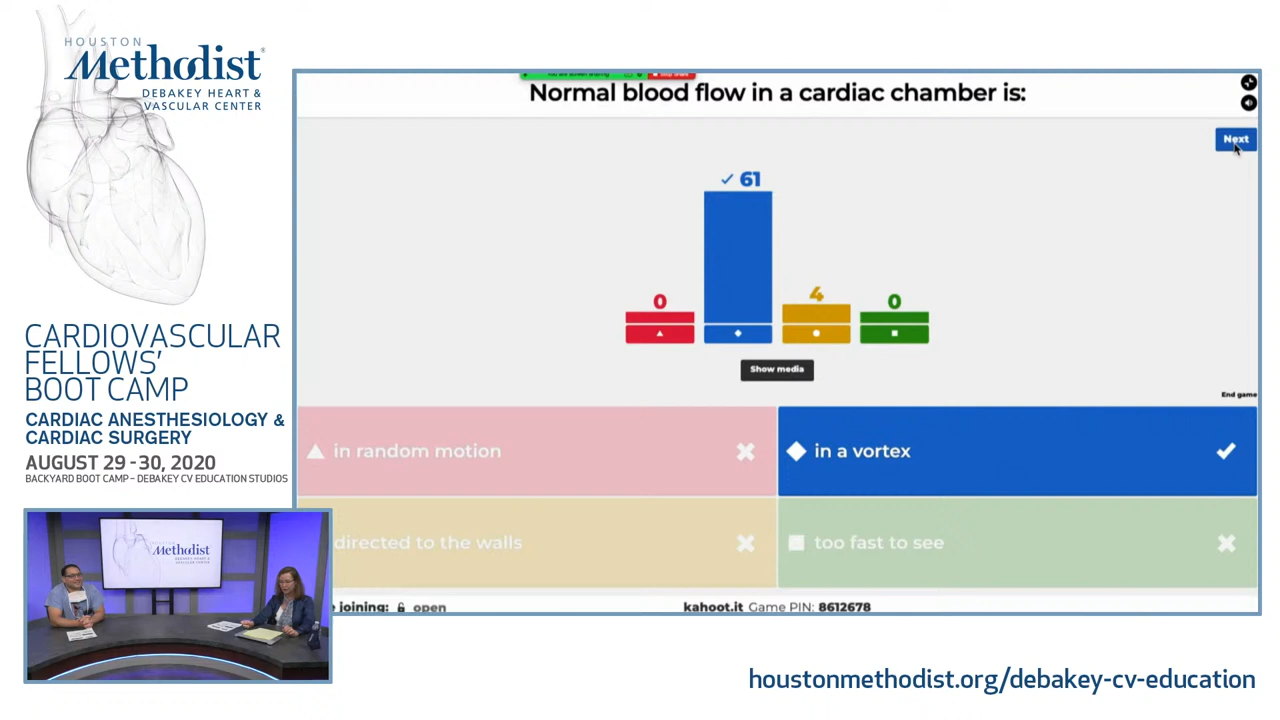 HOUSTON
Methodist
DEBAKEY HEART &
VASCULAR CENTER
CARDIOVASCULAR
FELLOWS’
BOOT CAMP
CARDIAC ANESTHESIOLOGY &
CARDIAC SURGERY
AUGUST 29 -30, 2020
BACKYARD BOOT CAMP – DEBAKEY CV EDUCATION STUDIOS
Normal blood flow in a cardiac chamber is:
Next
0
61
4
0
Show media
End game
in random motion
in a vortex
directed to the walls
too fast to see
joining: open
kahoot.it Game PIN: 8612678
Methodist
houstonmethodist.org/debakey-cv-education